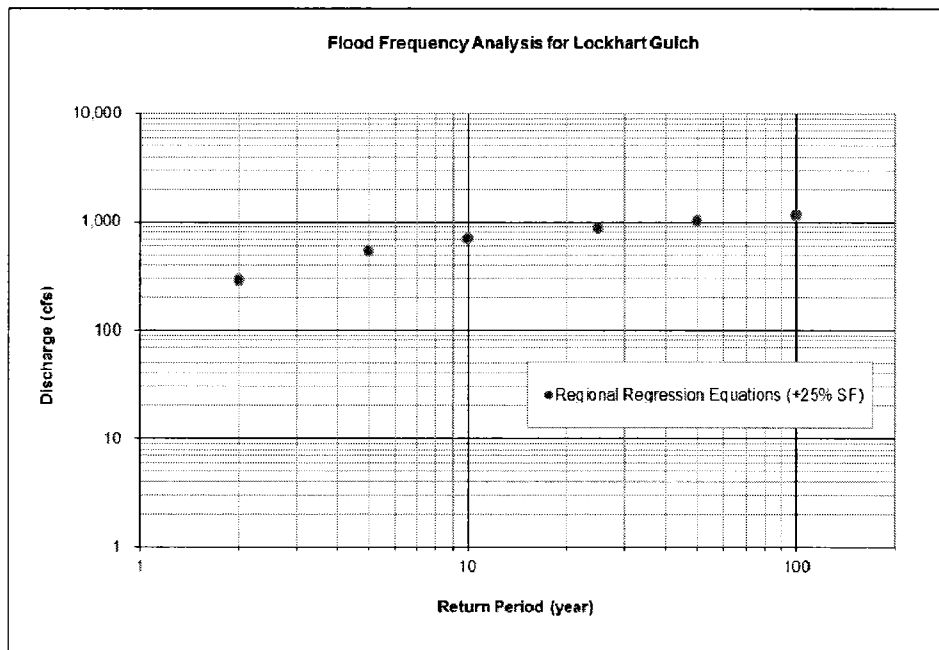 Flood Frequency Analysis for Lockhart Gulch
10,000
1,000
100
10
1
Discharge (cfs)
Regional Regression Equations (+25% SF)
1
10
100
Return Period (year)